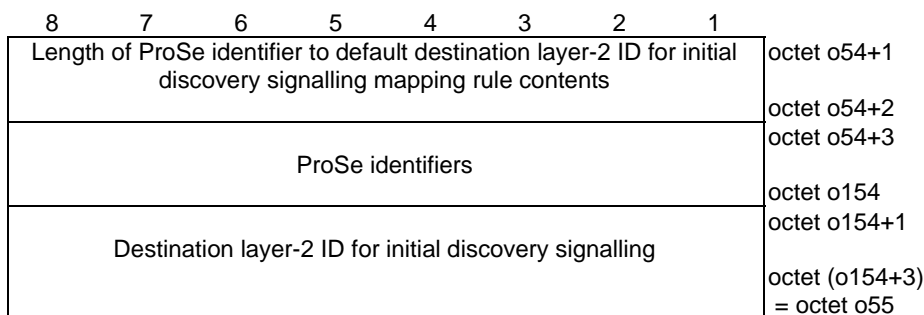 8 7 6 5 4 3 2 1
Length of ProSe identifier to default destination layer-2 ID for initial
discovery signalling mapping rule contents
octet o54+1
octet o54+2
ProSe identifiers
octet o54+3
octet o154
Destination layer-2 ID for initial discovery signalling
octet o154+1
octet (o154+3)
= octet o55